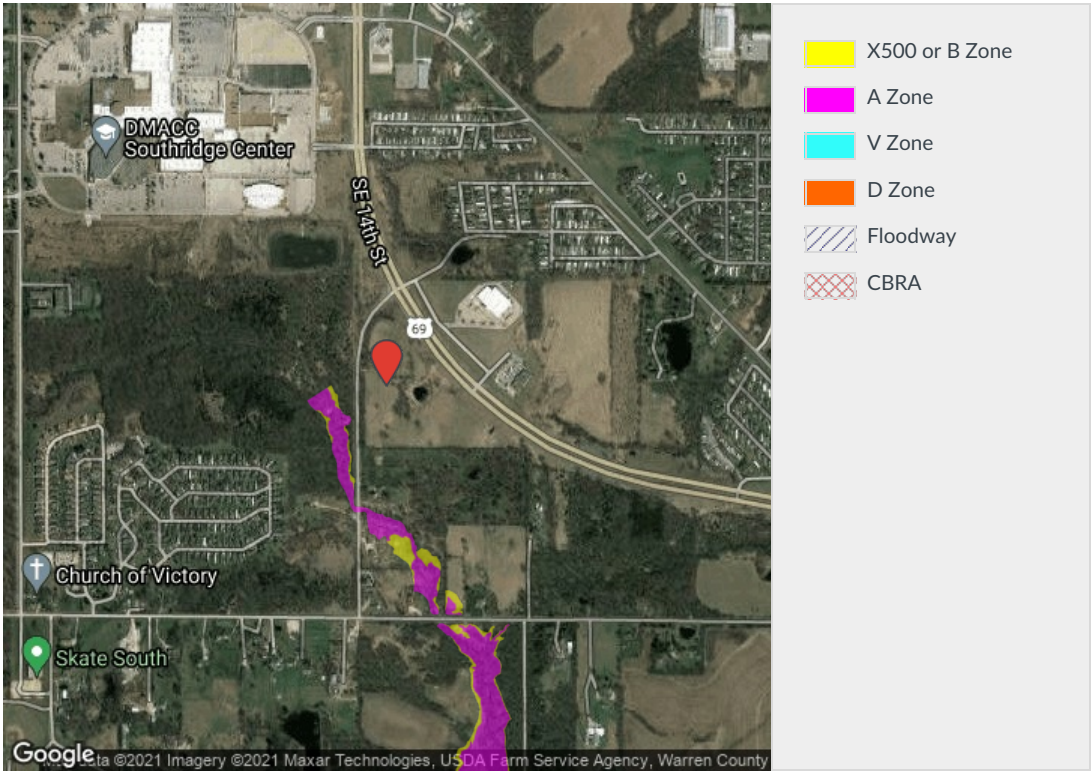 DMACC
Southridge Center
SE 14th St
69
Church of Victory
Skate South
Google
data ©2021 Imagery ©2021 Maxar Technologies, USDA Farm Service Agency, Warren County
X500 or B Zone
A Zone
V Zone
D Zone
Floodway
CBRA